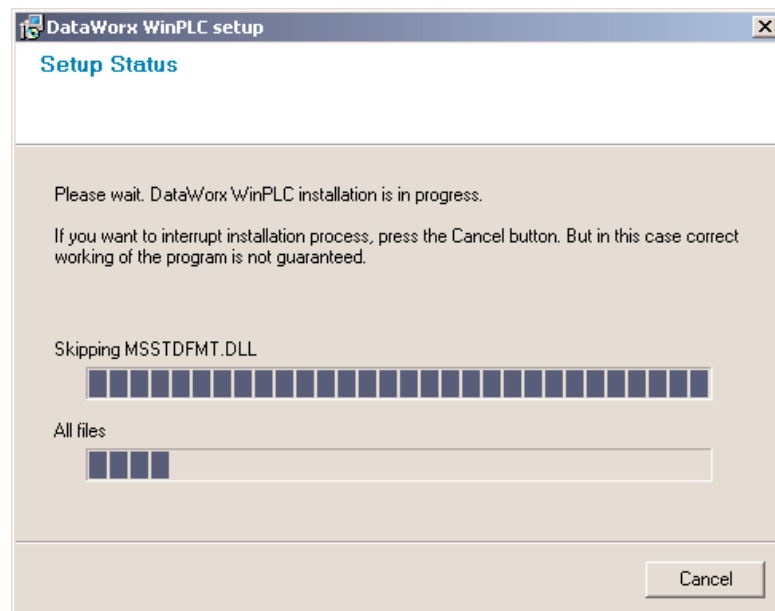 DataWorx WinPLC setup
Setup Status
Please wait. DataWorx WinPLC installation is in progress.
If you want to interrupt installation process, press the Cancel button. But in this case correct
working of the program is not guaranteed.
Skipping MSSTDFMT.DLL
All files
Cancel